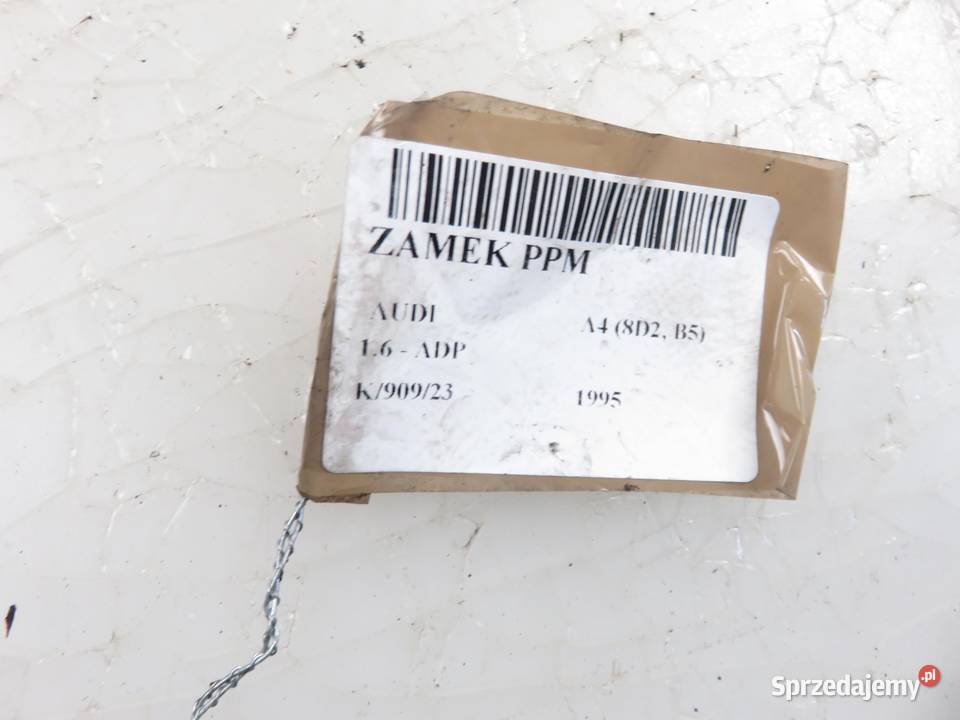 ZAMEK PPM
AUDI A4 (8D2, B5)
1.6 - ADP
K/909/23 1995
Sprzedajemy.pl